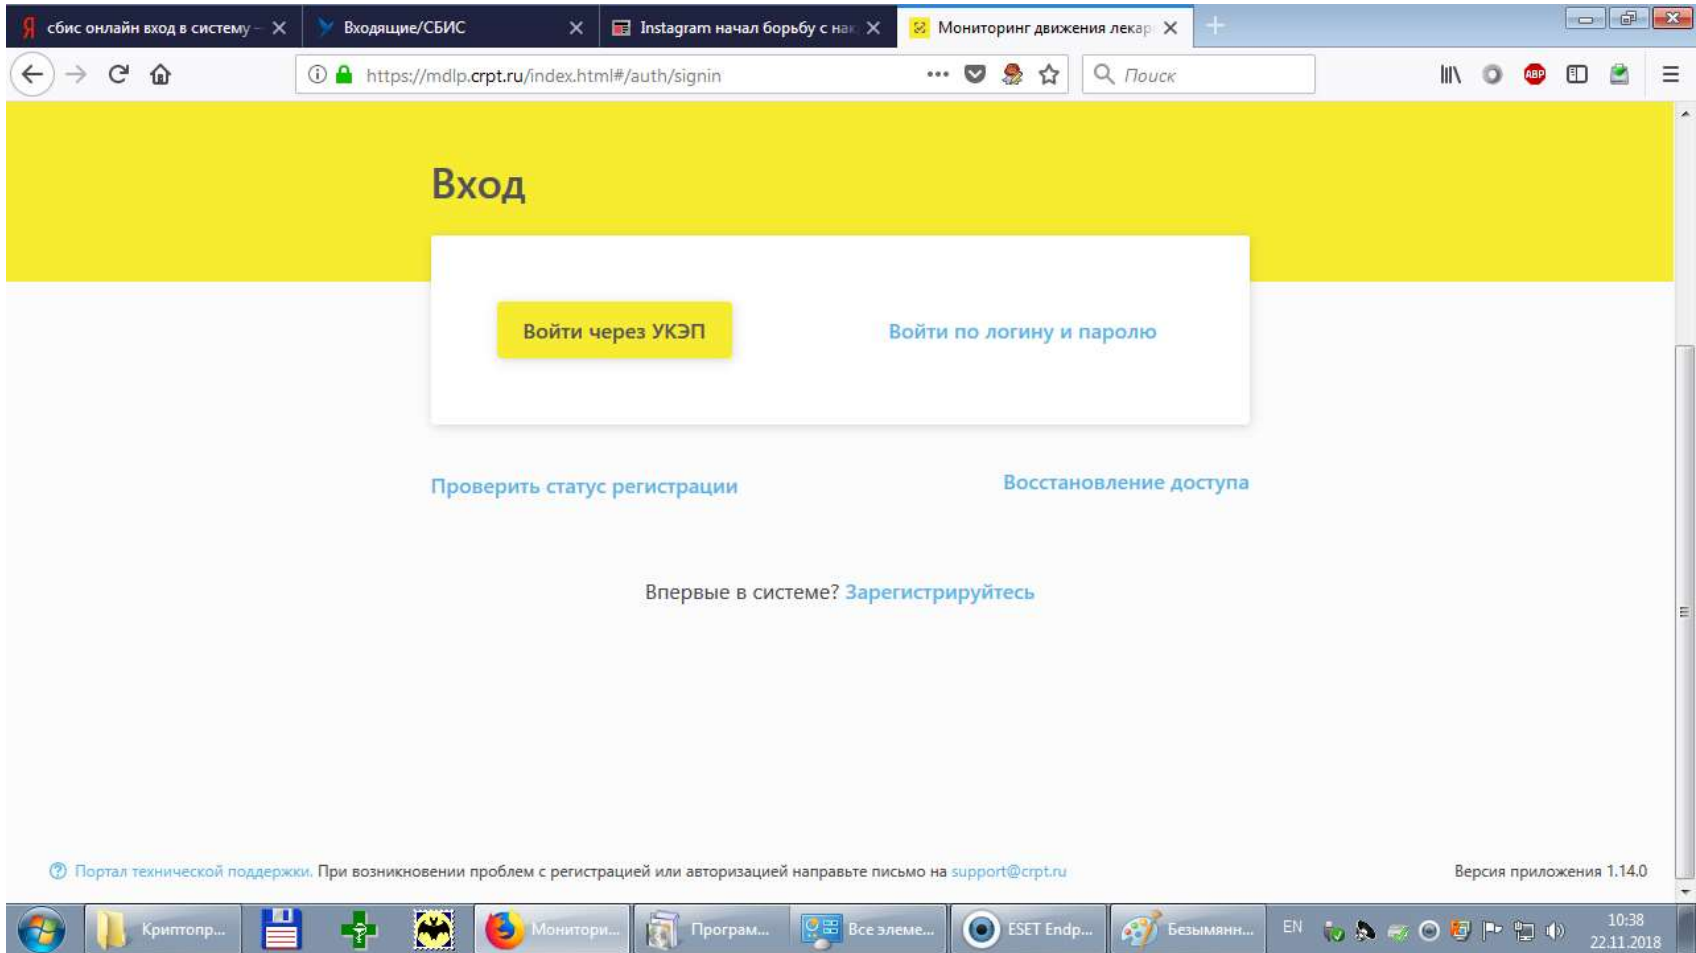 сбис онлайн вход в систему –
Входящие/СБИС
Instagram начал борьбу с нак
Мониторинг движения лекар
https://mdlp.crpt.ru/index.html#/auth/signin
Поиск
ABP
Вход
Войти через УКЭП
Войти по логину и паролю
Проверить статус регистрации
Восстановление доступа
Впервые в системе? Зарегистрируйтесь
Портал технической поддержки. При возникновении проблем с регистрацией или авторизацией направьте письмо на support@crpt.ru
Версия приложения 1.14.0
Криптопр...
Монитори...
Програм...
Все элеме...
ESET Endp...
Безымянн...
EN
10:38
22.11.2018